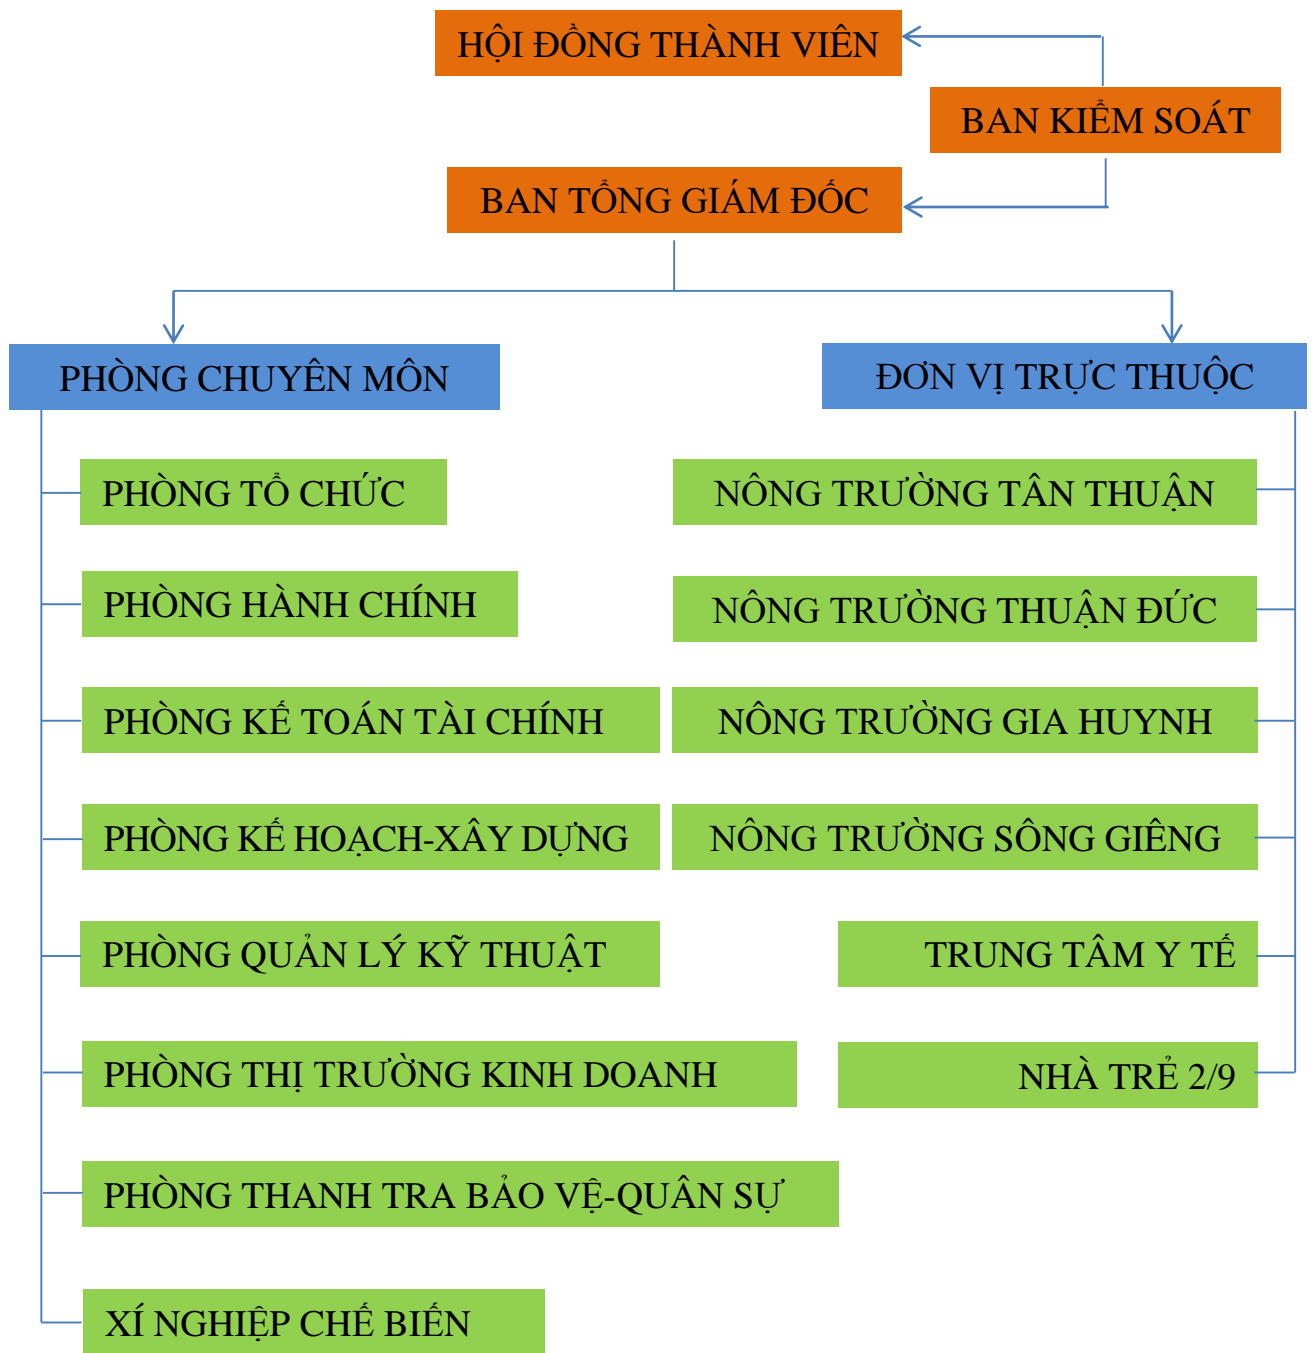 HỘI ĐỒNG THÀNH VIÊN
BAN KIỂM SOÁT
BAN TỔNG GIÁM ĐỐC
PHÒNG CHUYÊN MÔN
PHÒNG TỔ CHỨC
PHÒNG HÀNH CHÍNH
PHÒNG KẾ TOÁN TÀI CHÍNH
PHÒNG KẾ HOẠCH-XÂY DỰNG
PHÒNG QUẢN LÝ KỸ THUẬT
PHÒNG THỊ TRƯỜNG KINH DOANH
PHÒNG THANH TRA BẢO VỆ-QUÂN SỰ
XÍ NGHIỆP CHẾ BIẾN
ĐƠN VỊ TRỰC THUỘC
NÔNG TRƯỜNG TÂN THUẬN
NÔNG TRƯỜNG THUẬN ĐỨC
NÔNG TRƯỜNG GIA HUYNH
NÔNG TRƯỜNG SÔNG GIÊNG
TRUNG TÂM Y TẾ
NHÀ TRẺ 2/9